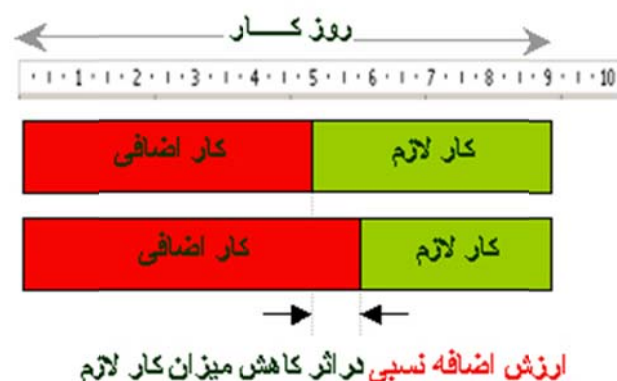 روز کـــار
1 2 3 4 5 6 7 8 9 10
کار لازم کار اضافی
کار لازم کار اضافی
ارزش اضافه نسبی در اثر کاهش میزان کار لازم